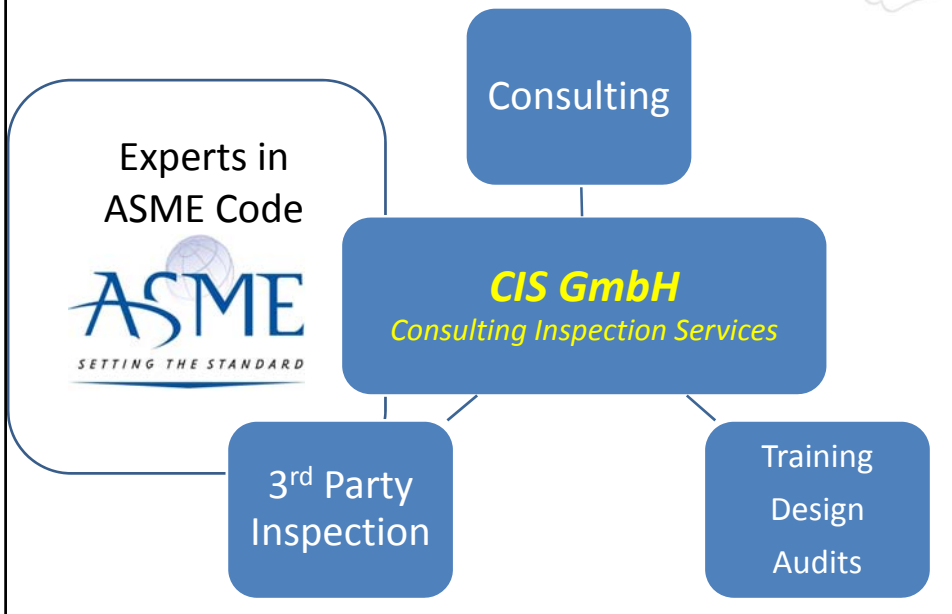 Consulting
Experts in
ASME Code
ASME
SETTING THE STANDARD
CIS GmbH
Consulting Inspection Services
3rd Party
Inspection
Training
Design
Audits